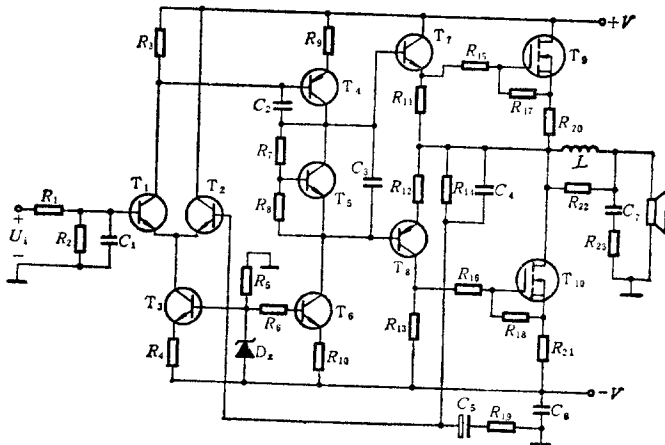 +V
R₃
R₉
T₇
T₉
R₁₅
T₄
R₁₁
R₁₇
C₂
R₂₀
R₇
L
T₁
T₂
T₅
C₃
R₁₂
R₁₄
C₄
R₁
R₈
R₂₂
C₇
+
Uᵢ
R₂
C₁
T₈
R₂₃
−
R₅
T₁₀
T₃
R₁₆
R₆
T₆
R₁₈
R₄
D_z
R₁₀
R₁₃
R₂₁
−V
C₅
R₁₉
C₆